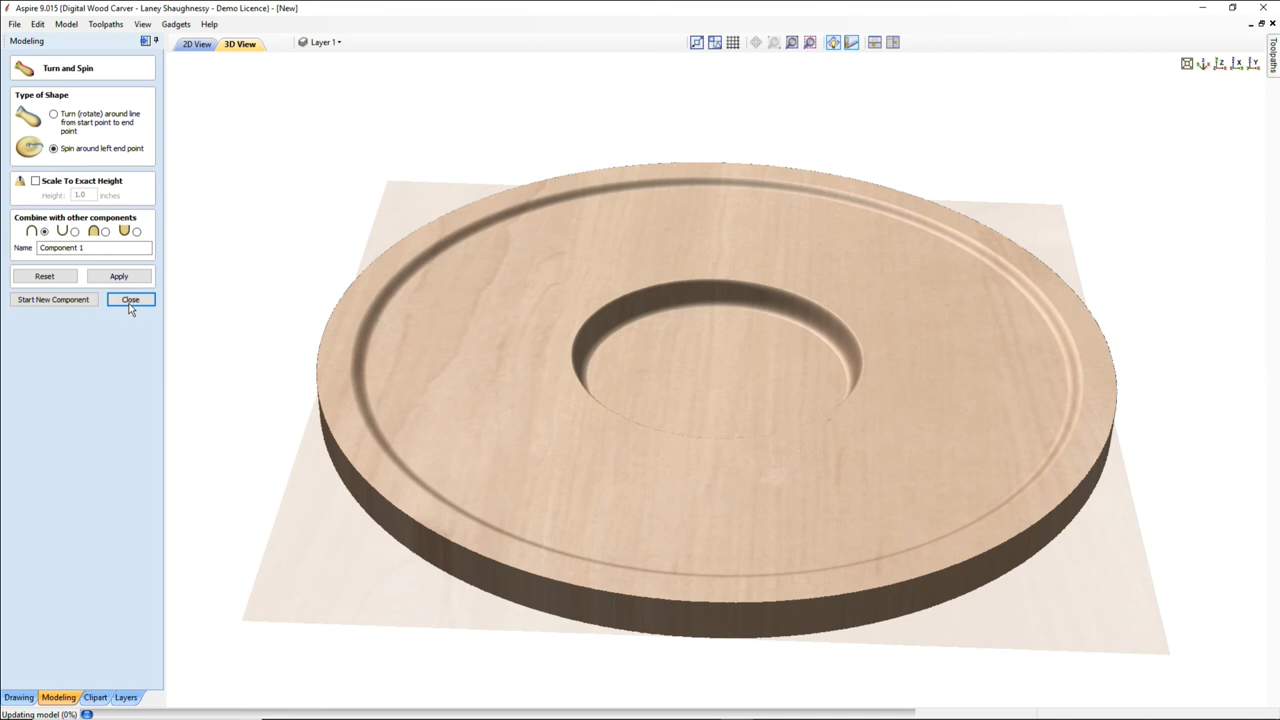 Aspire 9.015 (Digital Wood Carver - Laney Shaughnessy - Demo Licence) - [New]
File Edit Model Toolpaths View Gadgets Help
Modeling
2D View 3D View Layer 1
Toolpaths
Z X Y
Turn and Spin
Type of Shape
Turn (rotate) around line
from start point to end
point
Spin around left end point
Scale To Exact Height
Height: 1.0 inches
Combine with other components
Name Component 1
Reset Apply
Start New Component Close
Drawing Modeling Clipart Layers
Updating model (0%)